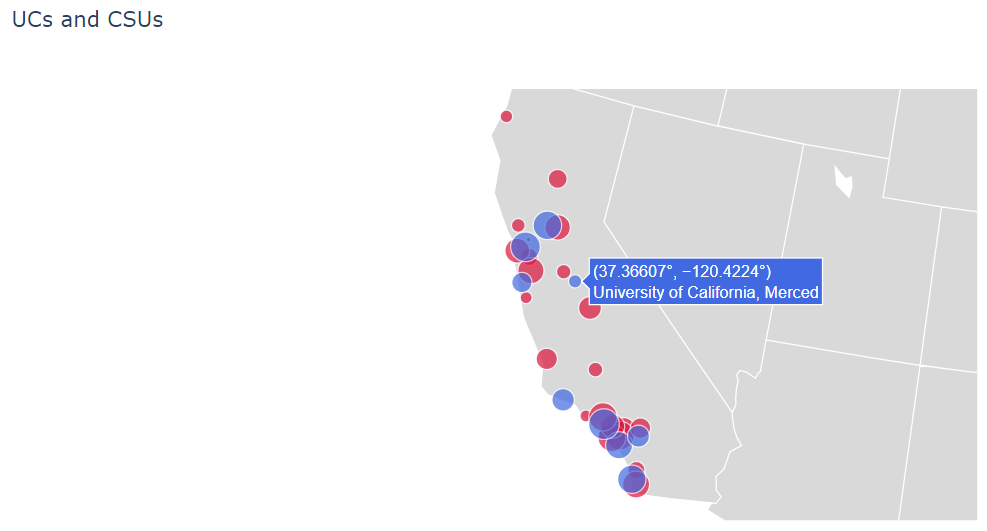 UCs and CSUs
(37.36607°, −120.4224°)
University of California, Merced